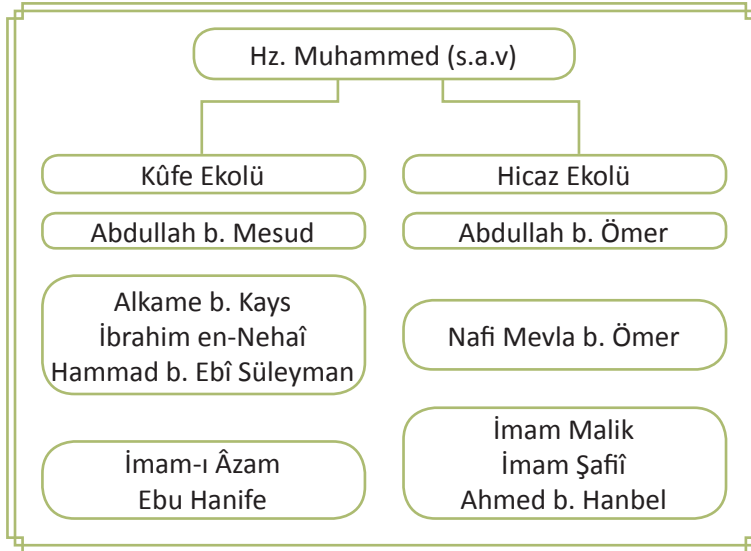 Hz. Muhammed (s.a.v)
Kûfe Ekolü
Hicaz Ekolü
Abdullah b. Mesud
Abdullah b. Ömer
Alkame b. Kays
İbrahim en-Nehaî
Hammad b. Ebî Süleyman
Nafi Mevla b. Ömer
İmam-ı Âzam
Ebu Hanife
İmam Malik
İmam Şafiî
Ahmed b. Hanbel